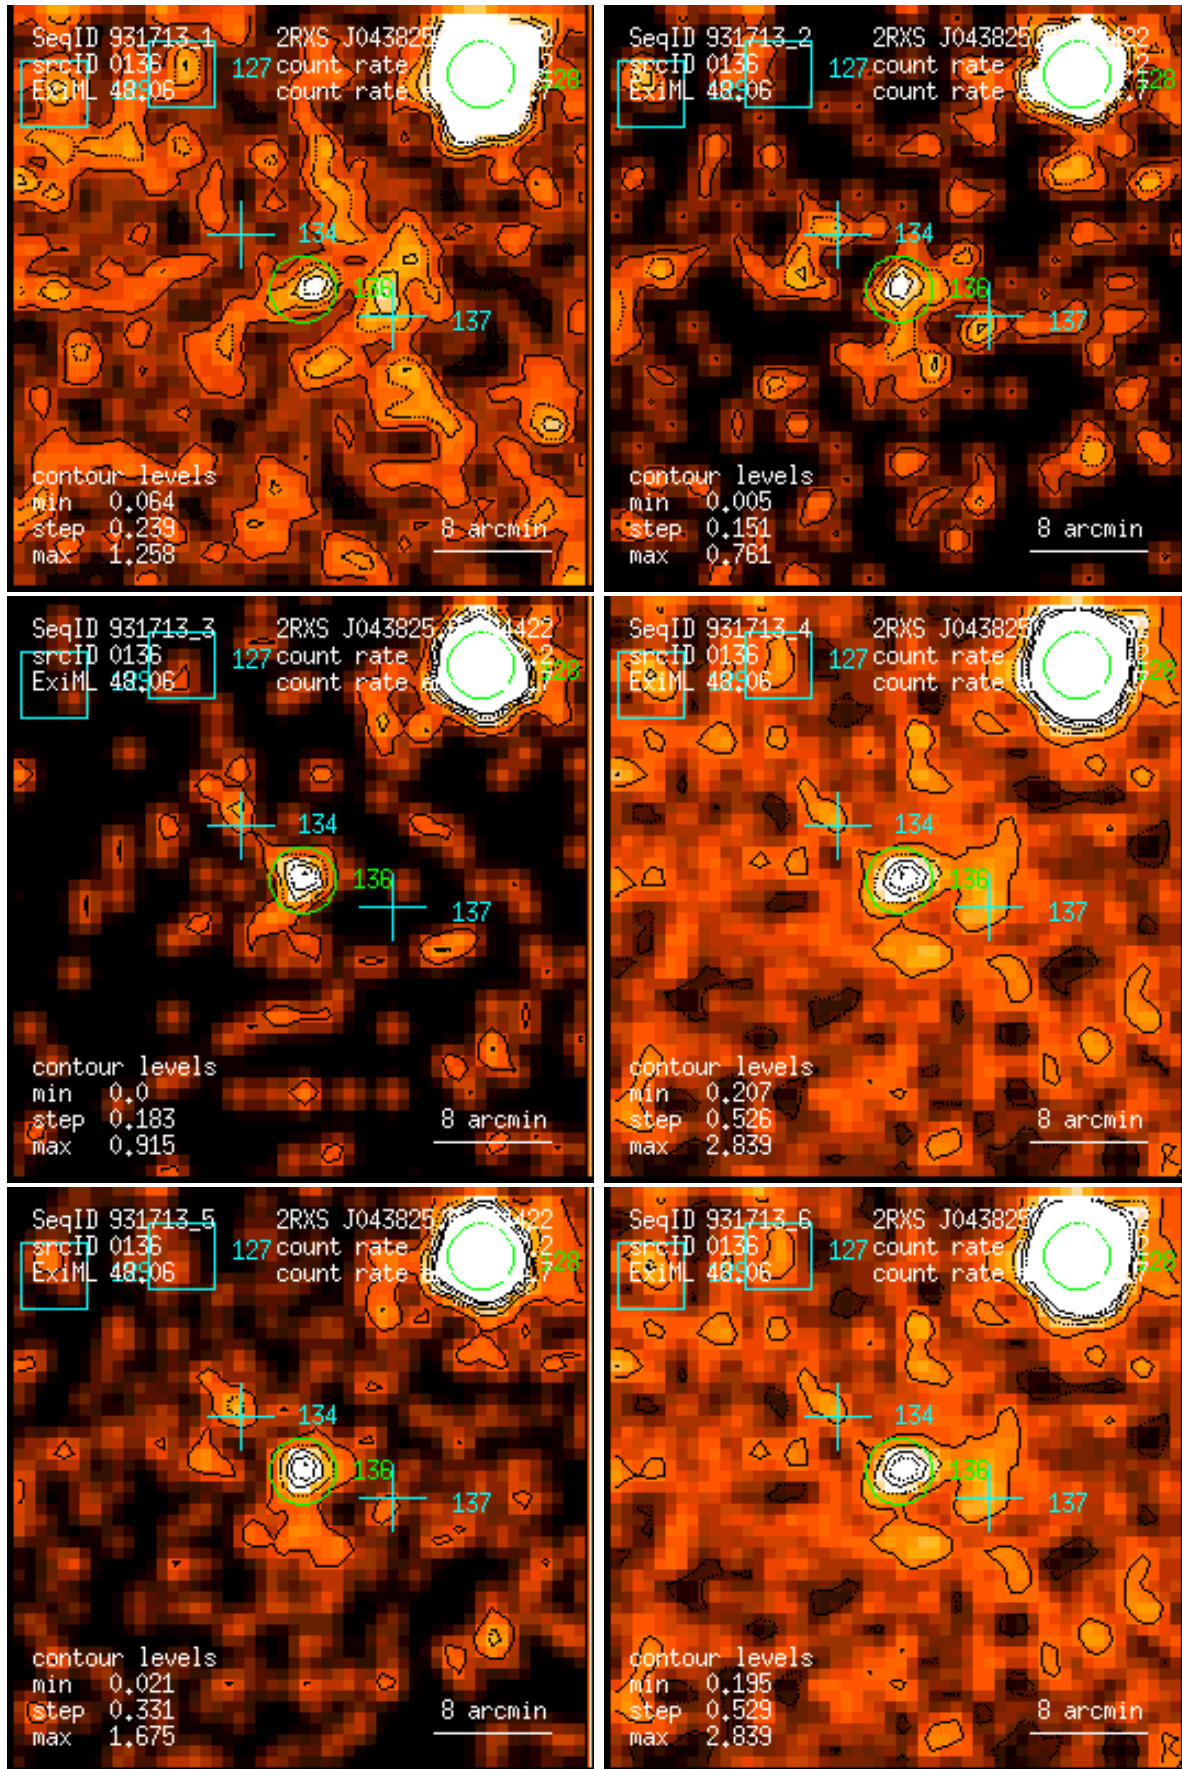 SeqID 931713_1 2RXS J043825
srcID 0136 127 count rate
ExiML 48.06 count rate
134
136
137
contour levels
min 0.064
step 0.239 8 arcmin
max 1.258
SeqID 931713_2 2RXS J043825 422
srcID 0136 127 count rate
ExiML 48.06 count rate
134
136
137
contour levels
min 0.005
step 0.151 8 arcmin
max 0.761
SeqID 931713_3 2RXS J043825 422
srcID 0136 127 count rate
ExiML 48.06 count rate
134
136
137
contour levels
min 0.0
step 0.183 8 arcmin
max 0.915
SeqID 931713_4 2RXS J043825
srcID 0136 127 count rate
ExiML 48.06 count rate
134
136
137
contour levels
min 0.207
step 0.526 8 arcmin
max 2.839
SeqID 931713_5 2RXS J043825 422
srcID 0136 127 count rate
ExiML 48.06 count rate
134
136
137
contour levels
min 0.021
step 0.331 8 arcmin
max 1.675
SeqID 931713_6 2RXS J043825
srcID 0136 127 count rate
ExiML 48.06 count rate
134
136
137
contour levels
min 0.195
step 0.529 8 arcmin
max 2.839